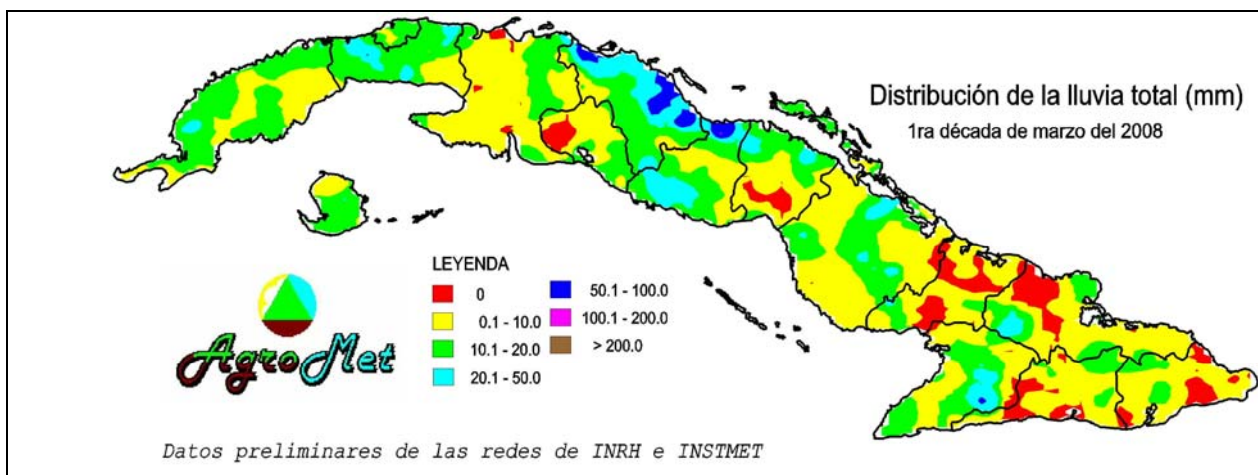 Distribución de la lluvia total (mm)
1ra década de marzo del 2008
LEYENDA
0
0.1 - 10.0
10.1 - 20.0
20.1 - 50.0
50.1 - 100.0
100.1 - 200.0
> 200.0
AgroMet
Datos preliminares de las redes de INRH e INSTMET